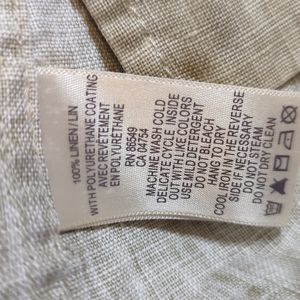 100% LINEN / LIN
WITH POLYURETHANE COATING
AVEC REVÊTEMENT
EN POLYURETHANE
RN 86549
CA 04754
MACHINE WASH COLD
DELICATE CYCLE INSIDE
OUT WITH LIKE COLORS
USE MILD DETERGENT
DO NOT BLEACH
HANG TO DRY
COOL IRON IN THE REVERSE
SIDE IF NECESSARY
DO NOT STEAM
DO NOT DRY CLEAN